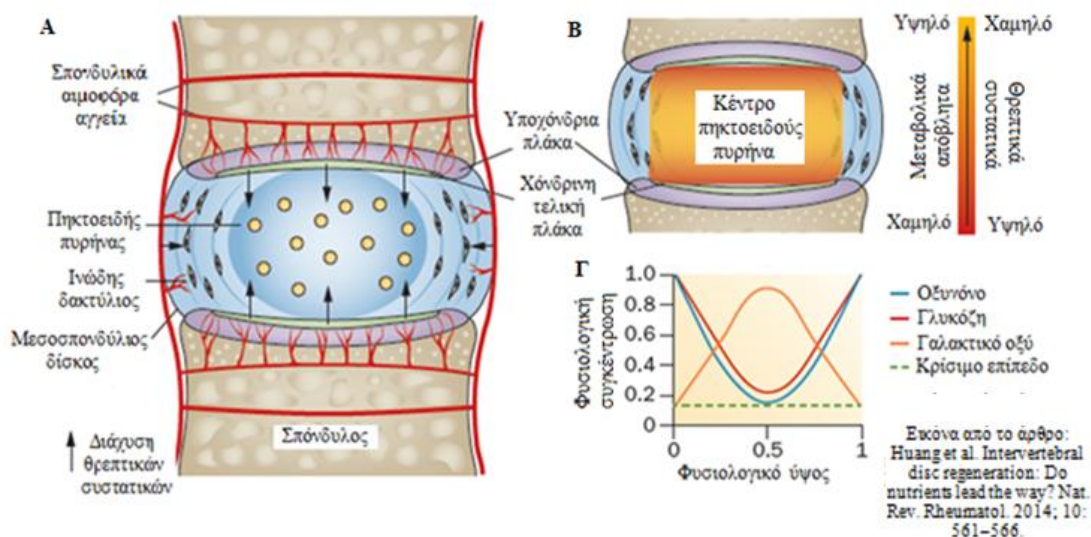 Α
Σπονδυλικά
αιμοφόρα
αγγεία
Πηκτοειδής
πυρήνας
Ινώδης
δακτύλιος
Μεσοσπονδύλιος
δίσκος
Διάχυση
θρεπτικών
συστατικών
Σπόνδυλος
Υποχόνδρια
πλάκα
Χόνδρινη
τελική
πλάκα
Β
Κέντρο
πηκτοειδούς
πυρήνα
Υψηλό
Χαμηλό
Μεταβολικά
απόβλητα
Θρεπτικά
συστατικά
Χαμηλό
Υψηλό
Γ
Φυσιολογική
συγκέντρωση
1.0
0.8
0.6
0.4
0.2
0
0
0.5
1
Φυσιολογικό ύψος
Οξυνόνο
Γλυκόζη
Γαλακτικό οξύ
Κρίσιμο επίπεδο
Εικόνα από το άρθρο:
Huang et al. Intervertebral
disc regeneration: Do
nutrients lead the way? Nat.
Rev. Rheumatol. 2014; 10:
561–566.